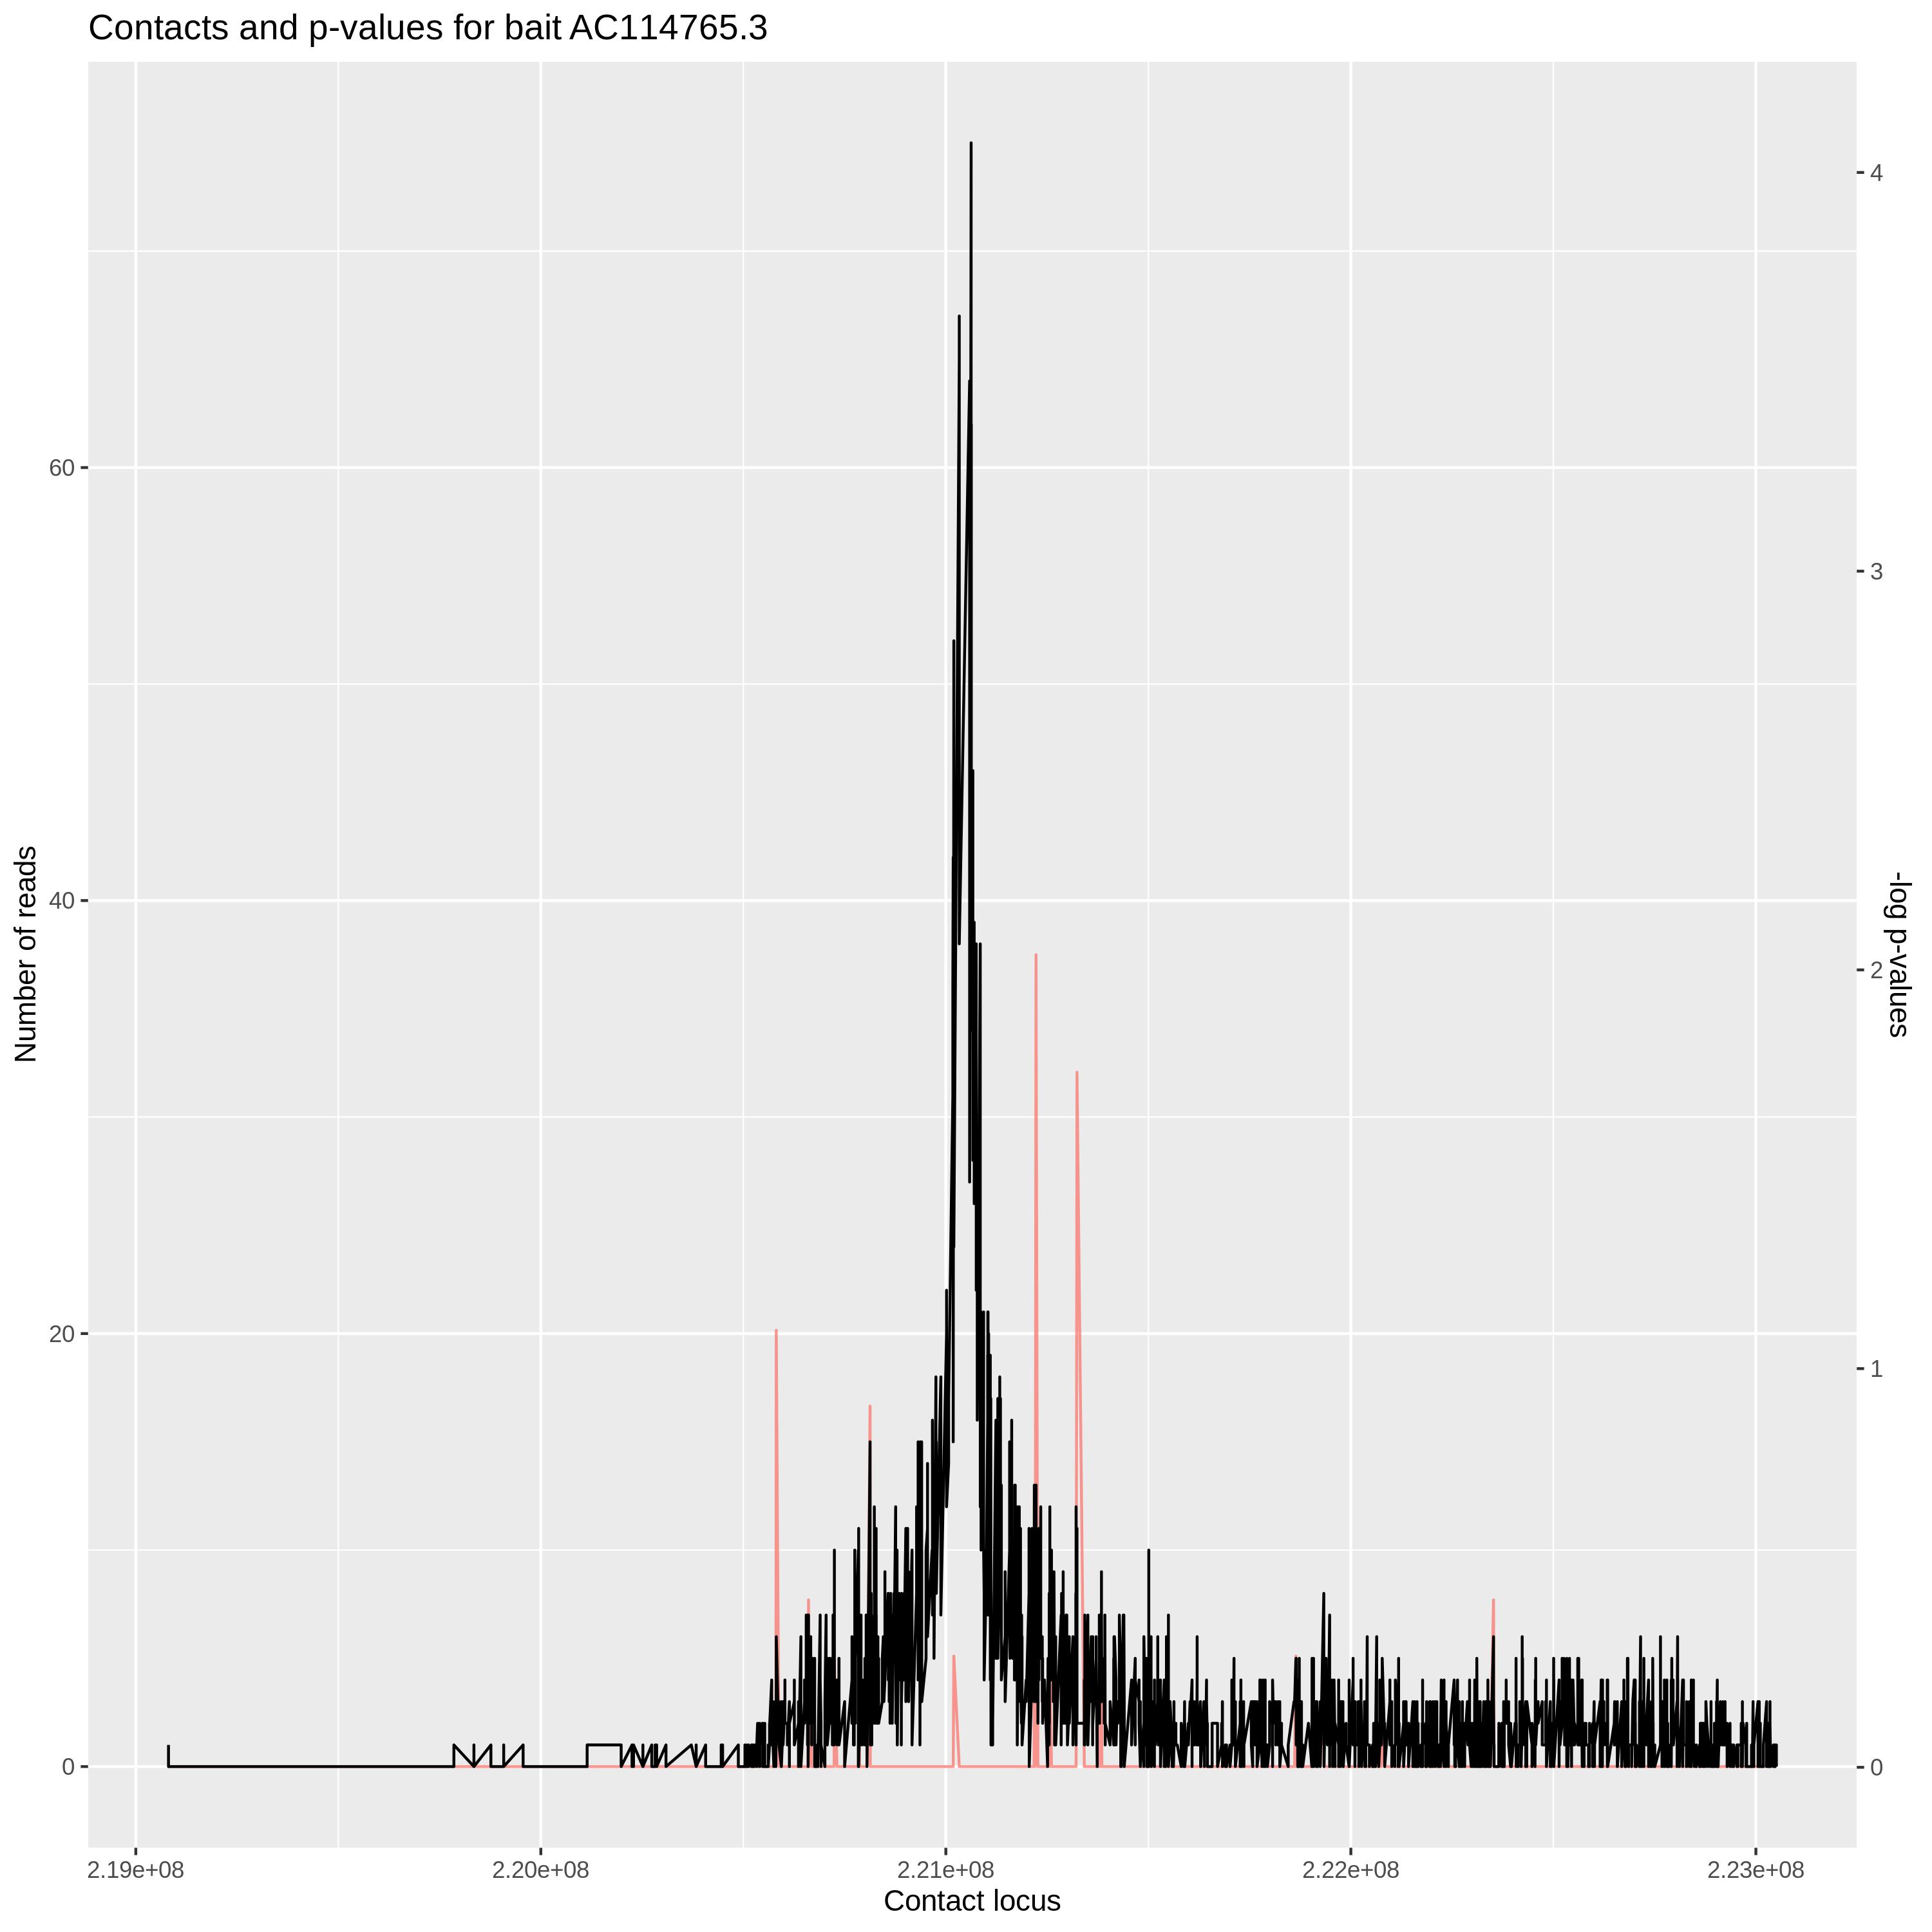 Contacts and p-values for bait AC114765.3
4
3
60
Number of reads
40
-log p-values
2
20
1
0
0
2.19e+08
2.20e+08
2.21e+08
2.22e+08
2.23e+08
Contact locus